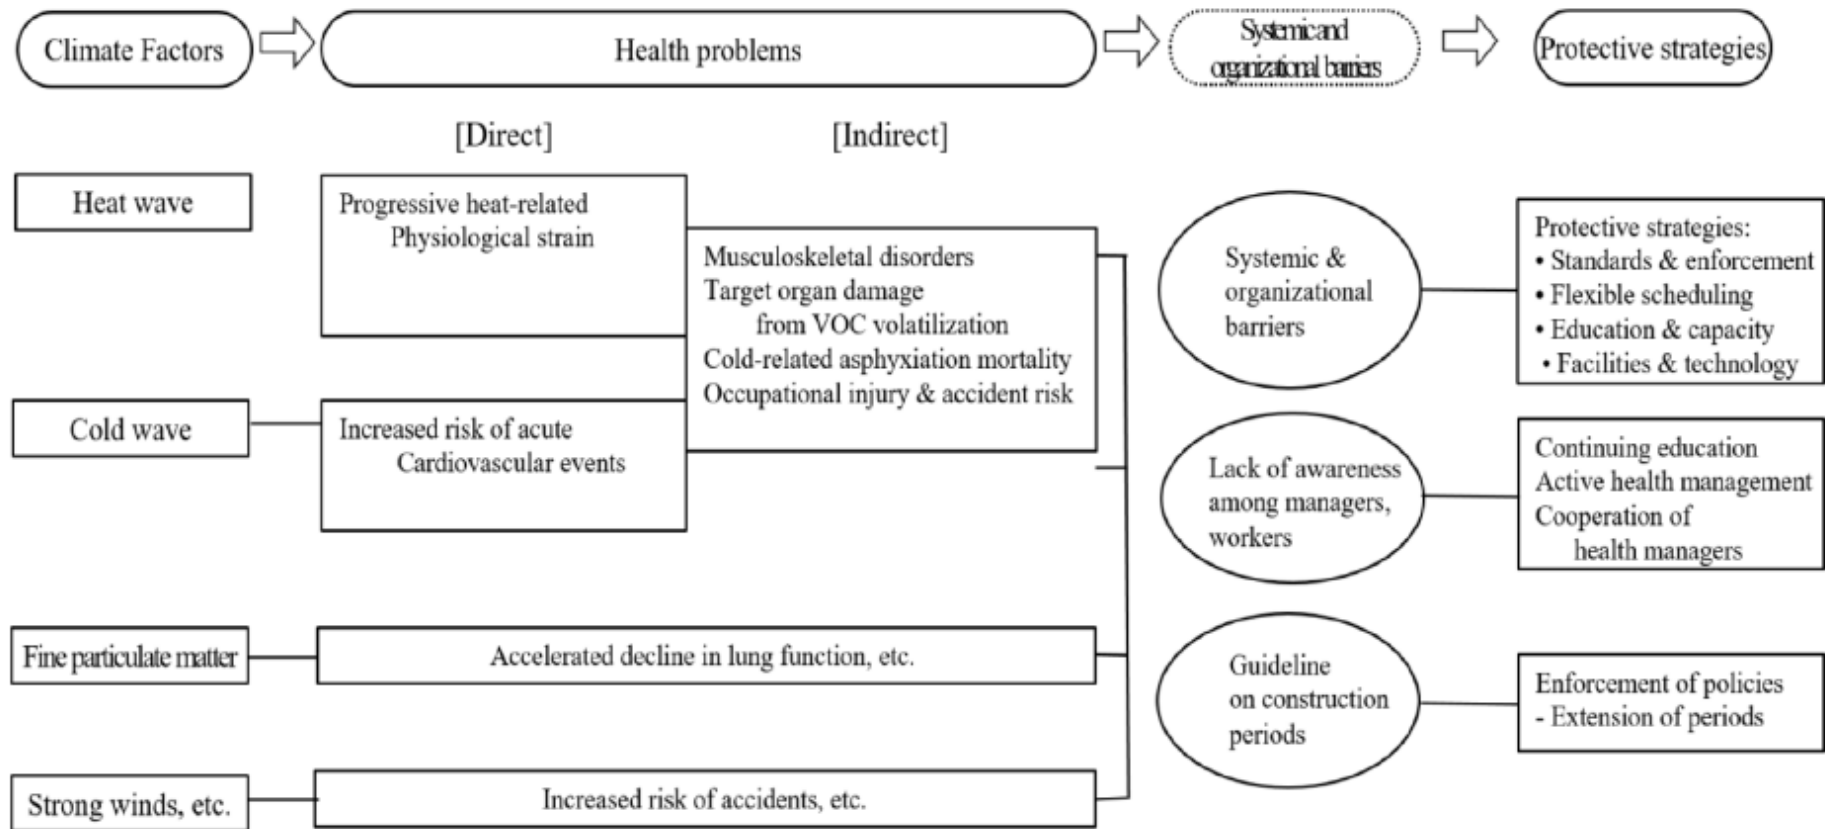 Climate Factors
Health problems
Systemic and
organizational barriers
Protective strategies
[Direct]
[Indirect]
Heat wave
Progressive heat-related
Physiological strain
Musculoskeletal disorders
Target organ damage
from VOC volatilization
Cold-related asphyxiation mortality
Occupational injury & accident risk
Systemic &
organizational
barriers
Protective strategies:
• Standards & enforcement
• Flexible scheduling
• Education & capacity
• Facilities & technology
Cold wave
Increased risk of acute
Cardiovascular events
Lack of awareness
among managers,
workers
Continuing education
Active health management
Cooperation of
health managers
Fine particulate matter
Accelerated decline in lung function, etc.
Guideline
on construction
periods
Enforcement of policies
- Extension of periods
Strong winds, etc.
Increased risk of accidents, etc.